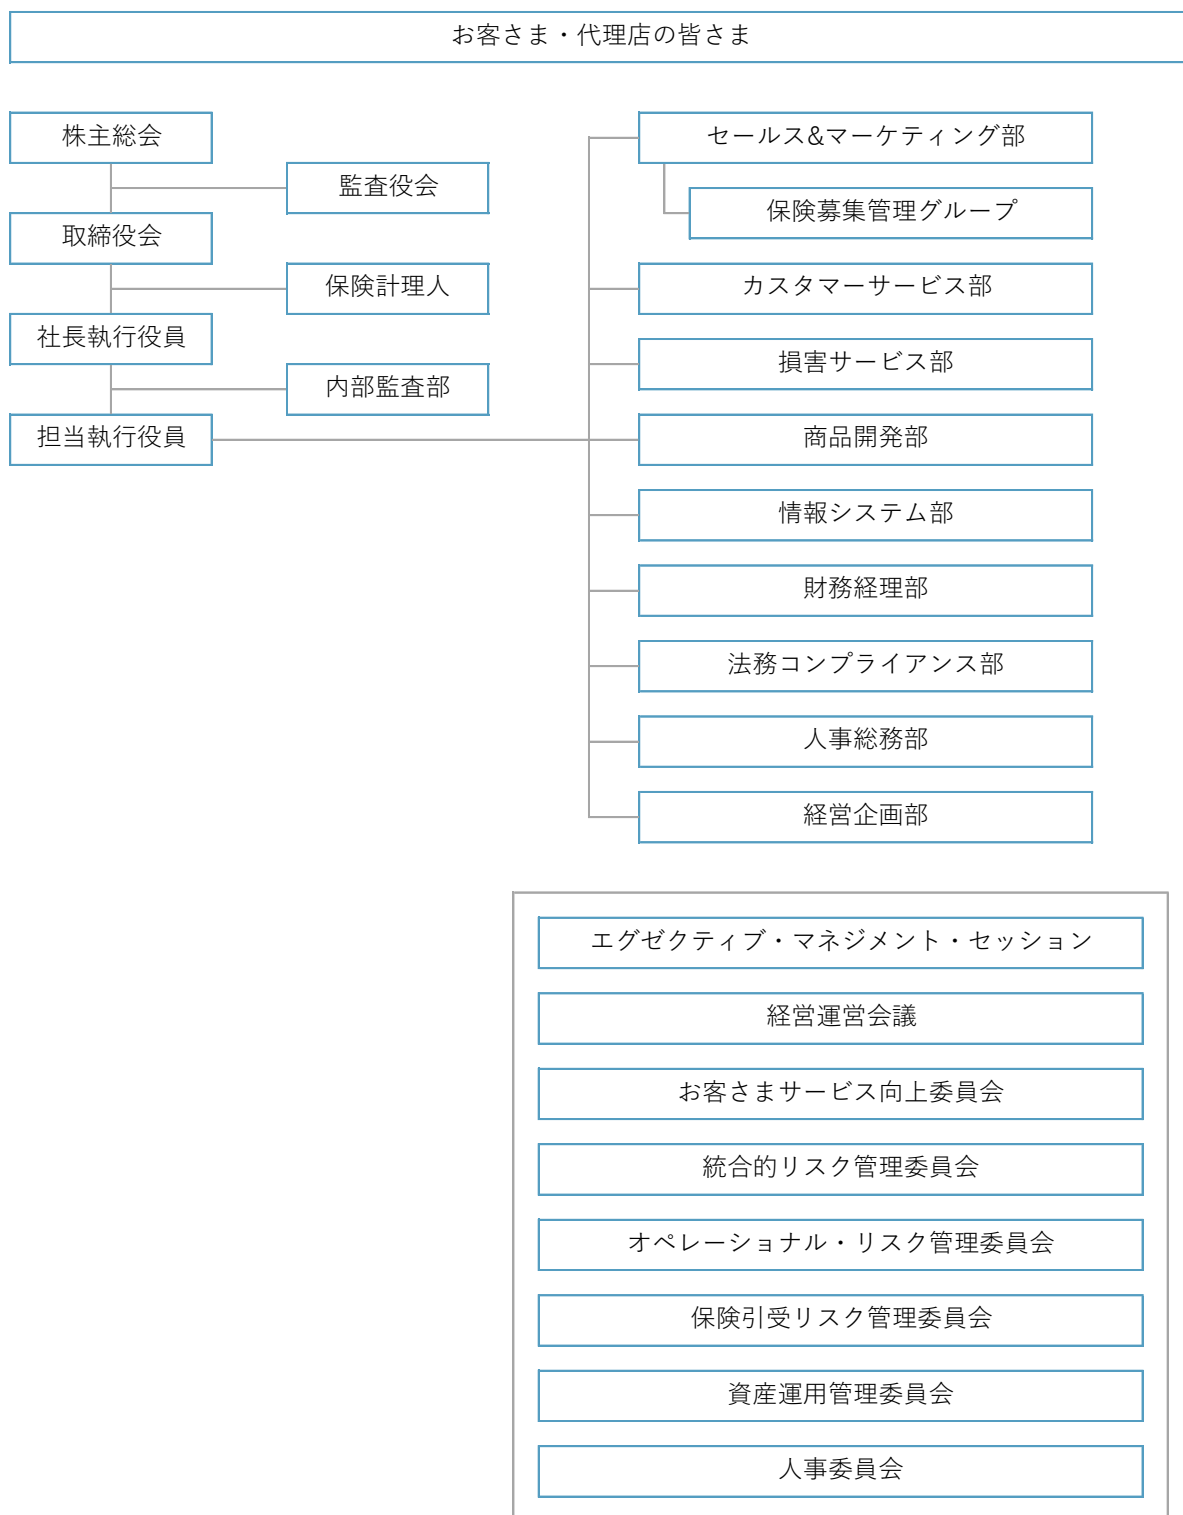 お客さま・代理店の皆さま
株主総会
監査役会
取締役会
保険計理人
社長執行役員
内部監査部
担当執行役員
セールス&マーケティング部
保険募集管理グループ
カスタマーサービス部
損害サービス部
商品開発部
情報システム部
財務経理部
法務コンプライアンス部
人事総務部
経営企画部
エグゼクティブ・マネジメント・セッション
経営運営会議
お客さまサービス向上委員会
統合的リスク管理委員会
オペレーショナル・リスク管理委員会
保険引受リスク管理委員会
資産運用管理委員会
人事委員会